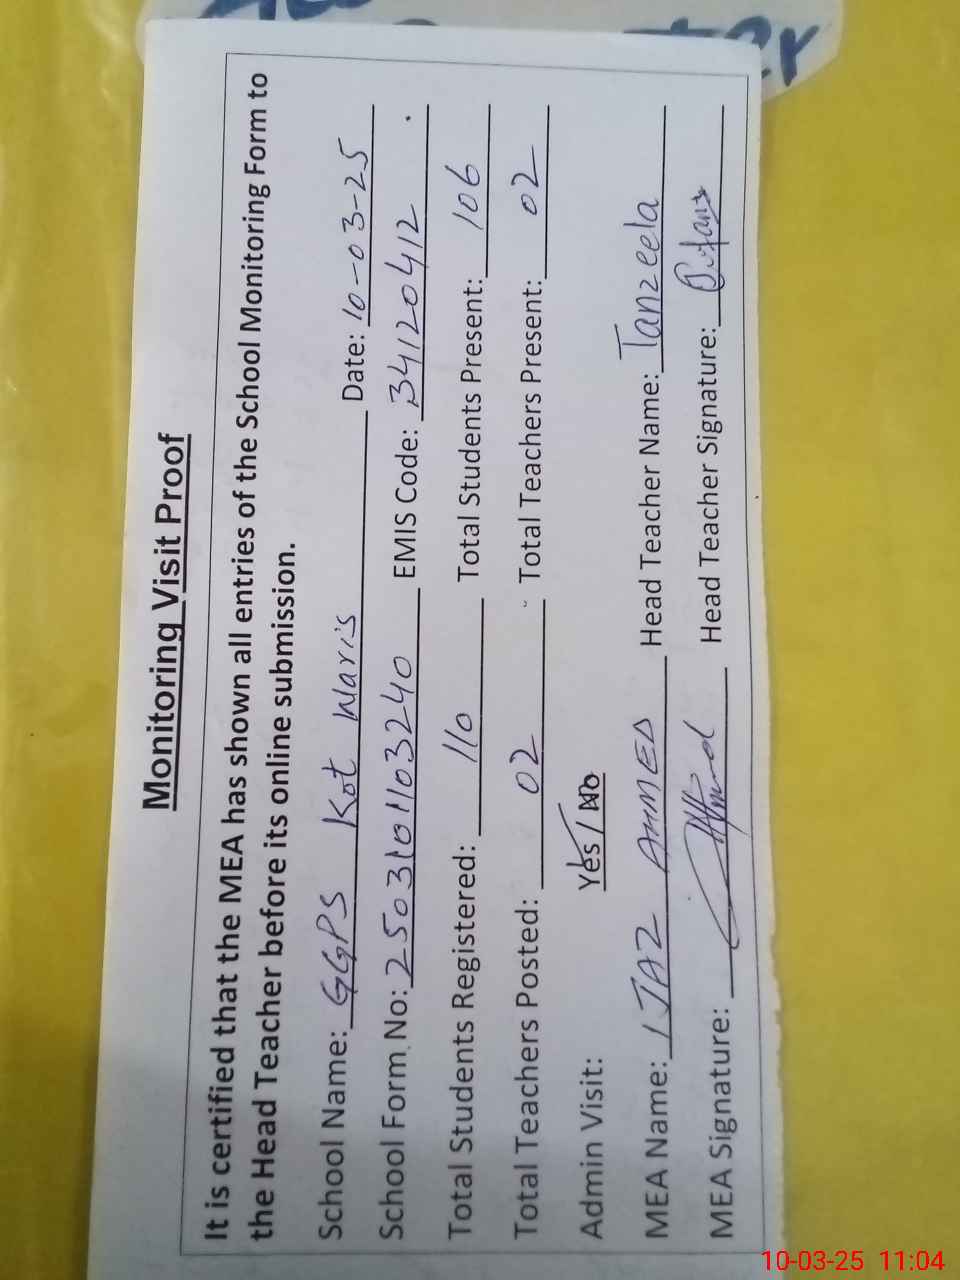 Monitoring Visit Proof
It is certified that the MEA has shown all entries of the School Monitoring Form to
the Head Teacher before its online submission.
School Name: GGPS Kot Waris Date: 10-03-25
School Form No: 2503101103240 EMIS Code: 34120412
Total Students Registered: 110 Total Students Present: 106
Total Teachers Posted: 02 Total Teachers Present: 02
Admin Visit: Yes / No
MEA Name: IJAZ AHMED Head Teacher Name: Tanzeela
MEA Signature: Head Teacher Signature:
10-03-25 11:04